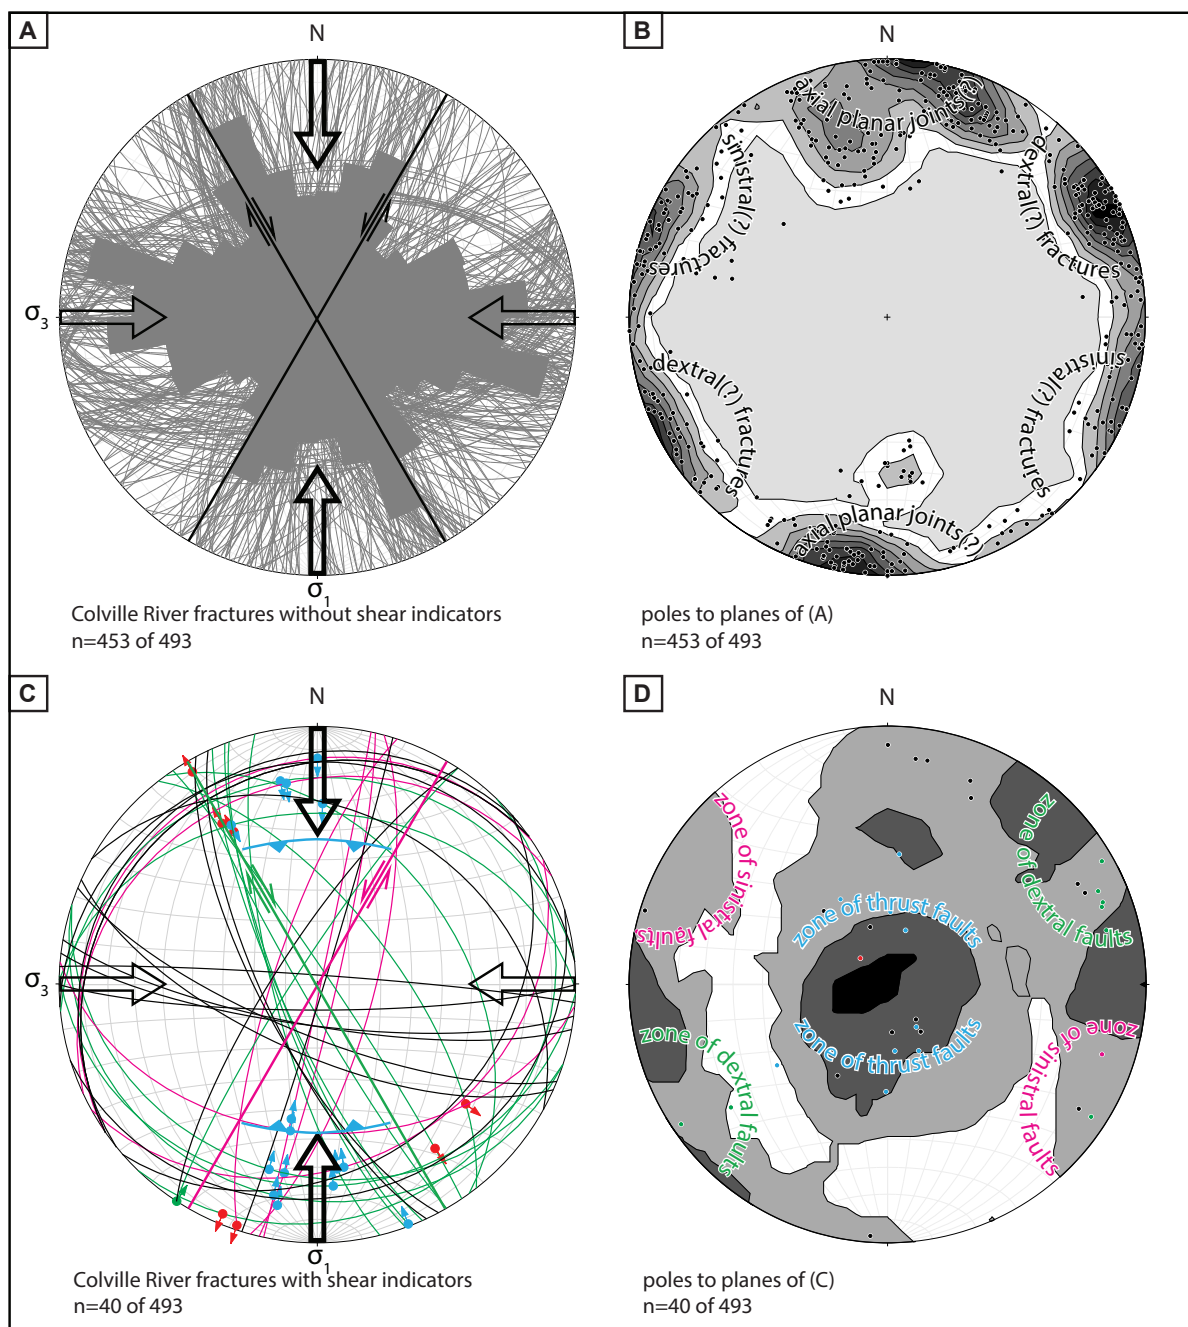 A
N
σ3
σ1
Colville River fractures without shear indicators
n=453 of 493
B
N
axial planar joints(?)
sinistral(?) fractures
dextral(?) fractures
dextral(?) fractures
sinistral(?) fractures
axial planar joints(?)
poles to planes of (A)
n=453 of 493
C
N
σ3
σ1
Colville River fractures with shear indicators
n=40 of 493
D
N
zone of sinistral faults
zone of dextral faults
zone of thrust faults
zone of thrust faults
zone of dextral faults
zone of sinistral faults
poles to planes of (C)
n=40 of 493